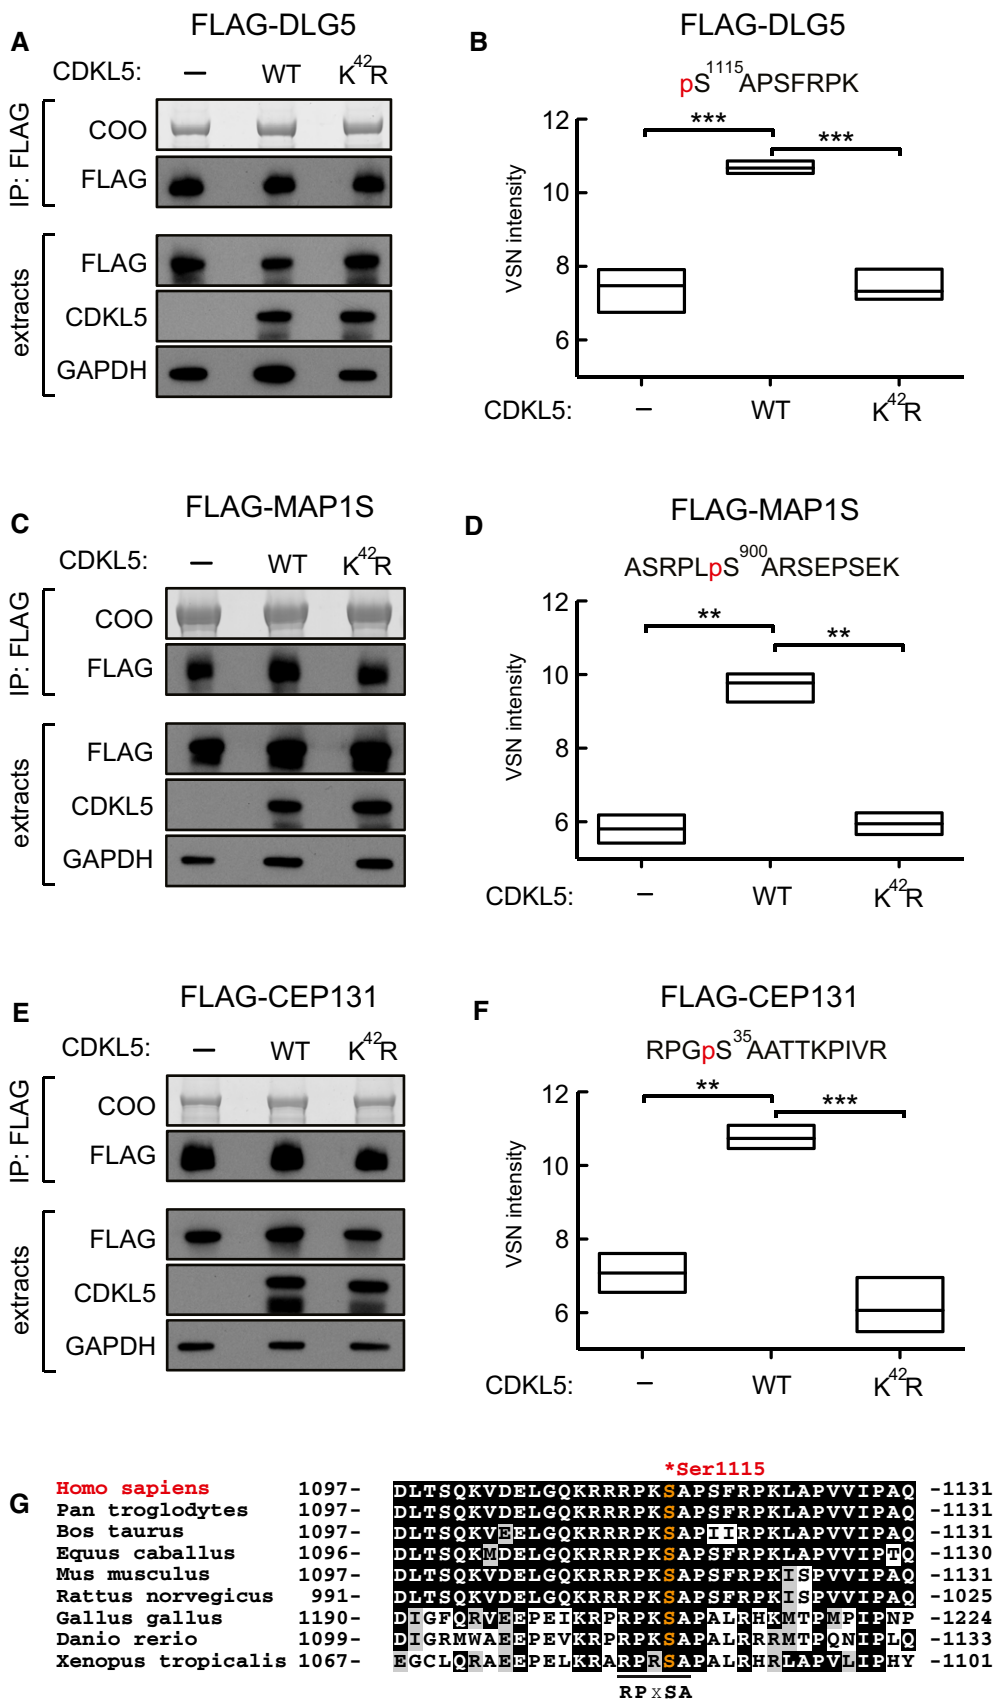 A
FLAG-DLG5
CDKL5: – WT K42R
IP: FLAG
COO
FLAG
extracts
FLAG
CDKL5
GAPDH
B
FLAG-DLG5
pS1115APSFRPK
VSN intensity
12
10
8
6
*** ***
CDKL5: – WT K42R
C
FLAG-MAP1S
CDKL5: – WT K42R
IP: FLAG
COO
FLAG
extracts
FLAG
CDKL5
GAPDH
D
FLAG-MAP1S
ASRPLpS900ARSEPSEK
VSN intensity
12
10
8
6
** **
CDKL5: – WT K42R
E
FLAG-CEP131
CDKL5: – WT K42R
IP: FLAG
COO
FLAG
extracts
FLAG
CDKL5
GAPDH
F
FLAG-CEP131
RPGpS35AATTKPIVR
VSN intensity
12
10
8
6
** ***
CDKL5: – WT K42R
G
*Ser1115
Homo sapiens 1097- DLTSQKVDELGQKRRRPKSAPSFRPKLAPVVIPAQ -1131
Pan troglodytes 1097- DLTSQKVDELGQKRRRPKSAPSFRPKLAPVVIPAQ -1131
Bos taurus 1097- DLTSQKVEELGQKRRRPKSAPIIRPKLAPVVIPAQ -1131
Equus caballus 1096- DLTSQKMDELGQKRRRPKSAPSFRPKLAPVVIPTQ -1130
Mus musculus 1097- DLTSQKVDELGQKRRRPKSAPSFRPKISPVVIPAQ -1131
Rattus norvegicus 991- DLTSQKVDELGQKRRRPKSAPSFRPKISPVVIPAQ -1025
Gallus gallus 1190- DIGFQRVEEPEIKRPRPKSAPALRHKMTPMPIPNP -1224
Danio rerio 1099- DIGRMWAEEPEVKRPRPKSAPALRRRMTPQNIPLQ -1133
Xenopus tropicalis 1067- EGCLQRAEEPELKRARPRSAPALRHRLAPVLIPHY -1101
RPxSA